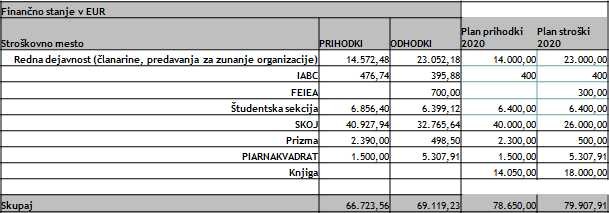 Finančno stanje v EUR
Stroškovno mesto PRIHODKI ODHODKI Plan prihodki 2020 Plan stroški 2020
Redna dejavnost (članarine, predavanja za zunanje organizacije) 14.572,48 23.052,18 14.000,00 23.000,00
IABC 476,74 395,88 400 400
FEIEA 700,00 300,00
Študentska sekcija 6.856,40 6.399,12 6.400,00 6.400,00
SKOJ 40.927,94 32.765,64 40.000,00 26.000,00
Prizma 2.390,00 498,50 2.300,00 500,00
PIARNAKVADRAT 1.500,00 5.307,91 1.500,00 5.307,91
Knjiga 14.050,00 18.000,00
Skupaj 66.723,56 69.119,23 78.650,00 79.907,91